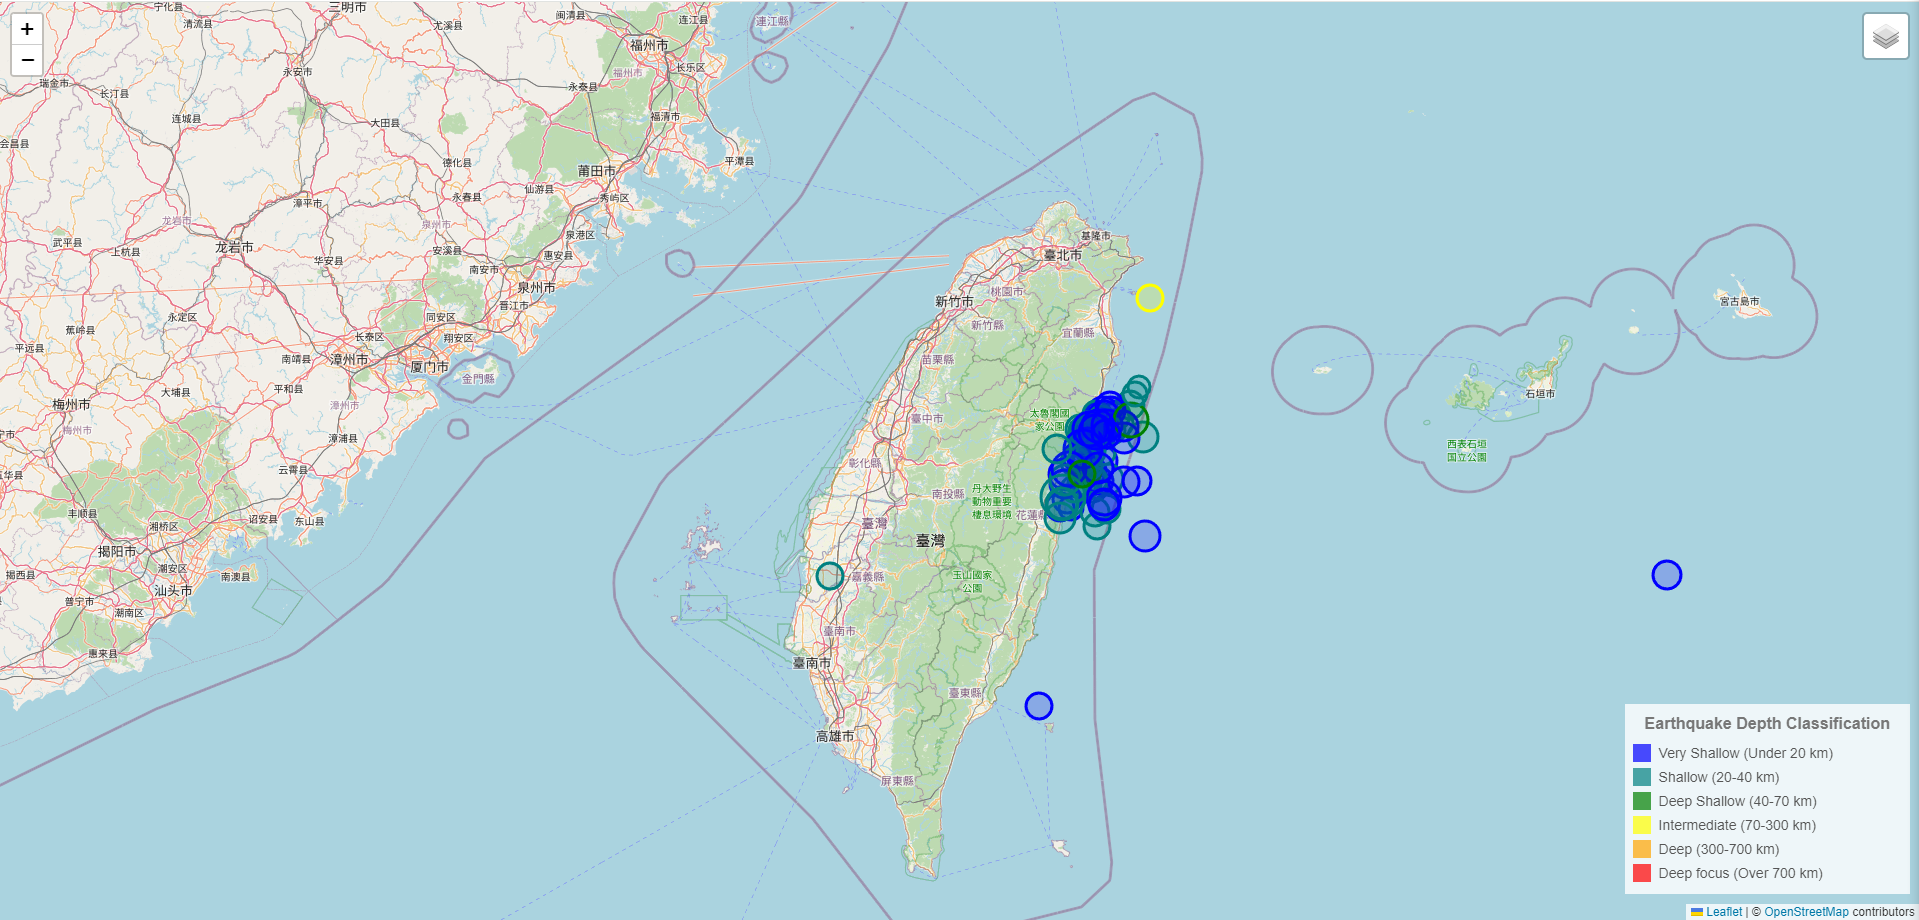 +
−
宁化县
三明市
闽清县
连江县
連江縣
清流县
尤溪县
福州市
长乐区
福州市
永安市
瑞金市
长汀县
永泰县
连城县
大田县
福清市
会昌县
德化县
平潭县
莆田市
仙游县
永春县
秀屿区
漳平市
龙岩市
泉州市
泉港区
基隆市
武平县
上杭县
龙岩市
安溪县
惠安县
臺北市
华安县
南安市
泉州市
桃園市
新竹市
宮古島市
晋江市
永定区
同安区
蕉岭县
新竹縣
宜蘭縣
长泰区
翔安区
平远县
南靖县
漳州市
苗栗縣
厦门市
金門縣
大埔县
平和县
石垣市
梅州市
漳州市
太魯閣國
家公園
臺中市
梅州市
漳浦县
西表石垣
国立公園
彰化縣
云霄县
五华县
南投縣
丹大野生
動物重要
棲息環境
花蓮縣
丰顺县
诏安县
东山县
湘桥区
臺灣
臺灣
揭阳市
潮安区
揭西县
南澳县
嘉義縣
玉山國家
公園
汕头市
普宁市
潮南区
臺南市
惠来县
臺南市
臺東縣
高雄市
屏東縣
Earthquake Depth Classification
Very Shallow (Under 20 km)
Shallow (20-40 km)
Deep Shallow (40-70 km)
Intermediate (70-300 km)
Deep (300-700 km)
Deep focus (Over 700 km)
Leaflet | © OpenStreetMap contributors